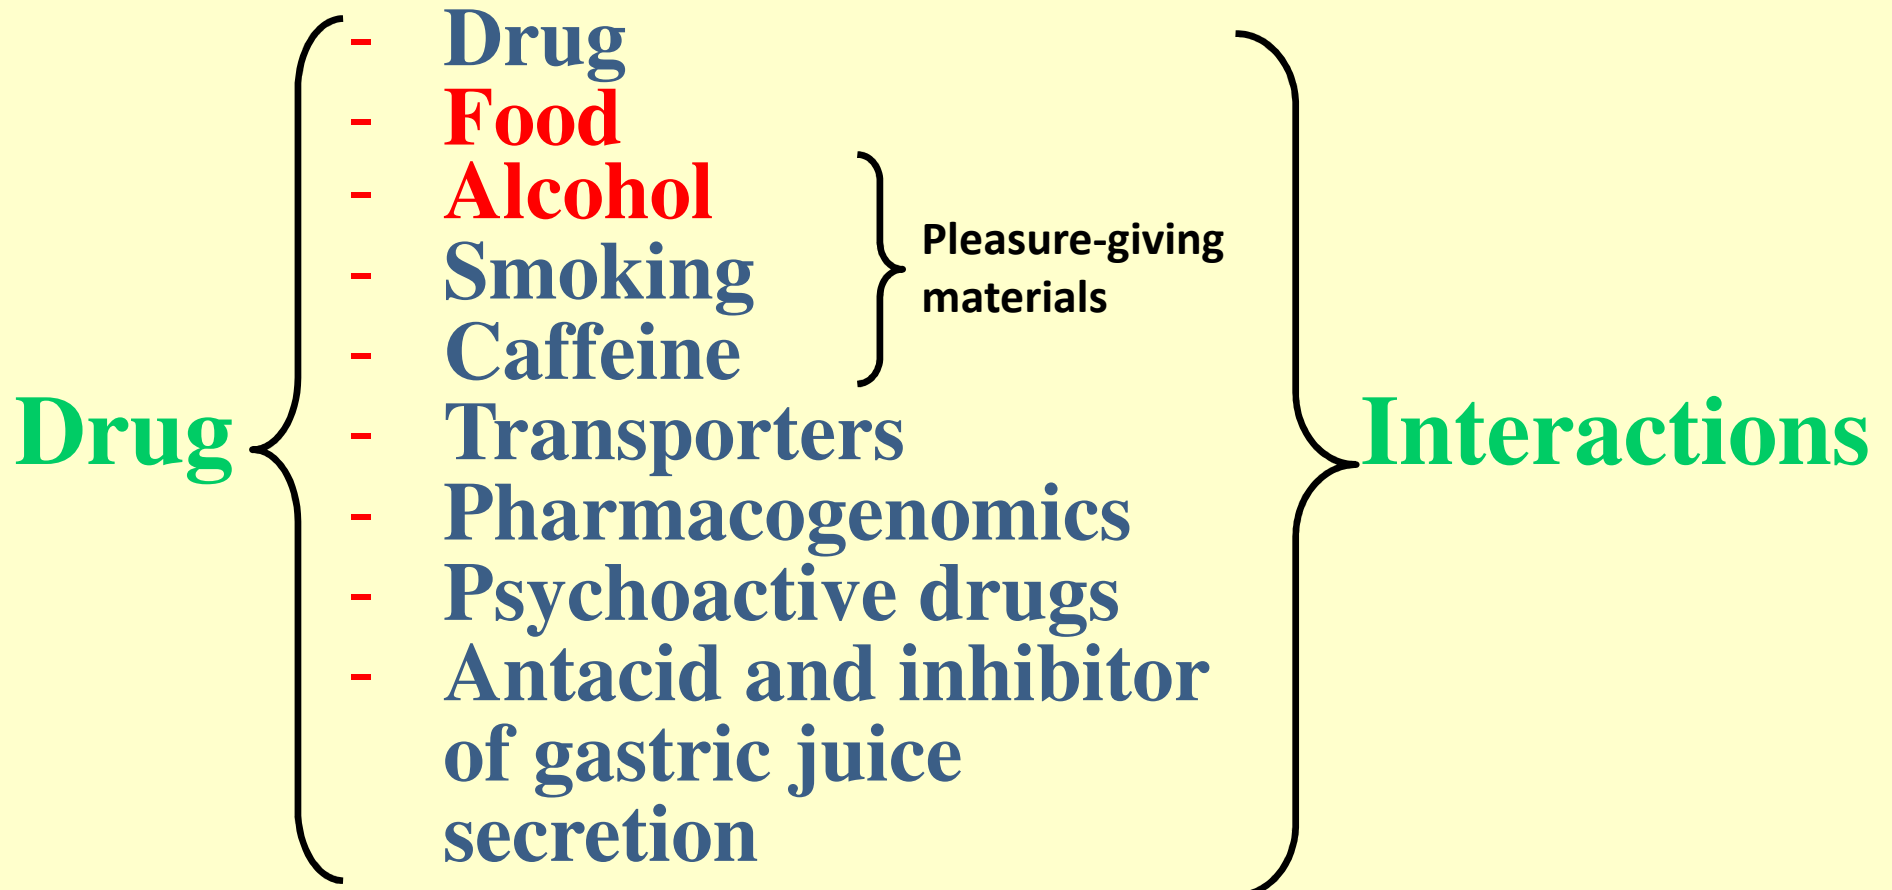 Drug
- Drug
- Food
- Alcohol
- Smoking
- Caffeine
Pleasure-giving
materials
- Transporters
- Pharmacogenomics
- Psychoactive drugs
- Antacid and inhibitor
of gastric juice
secretion
Interactions